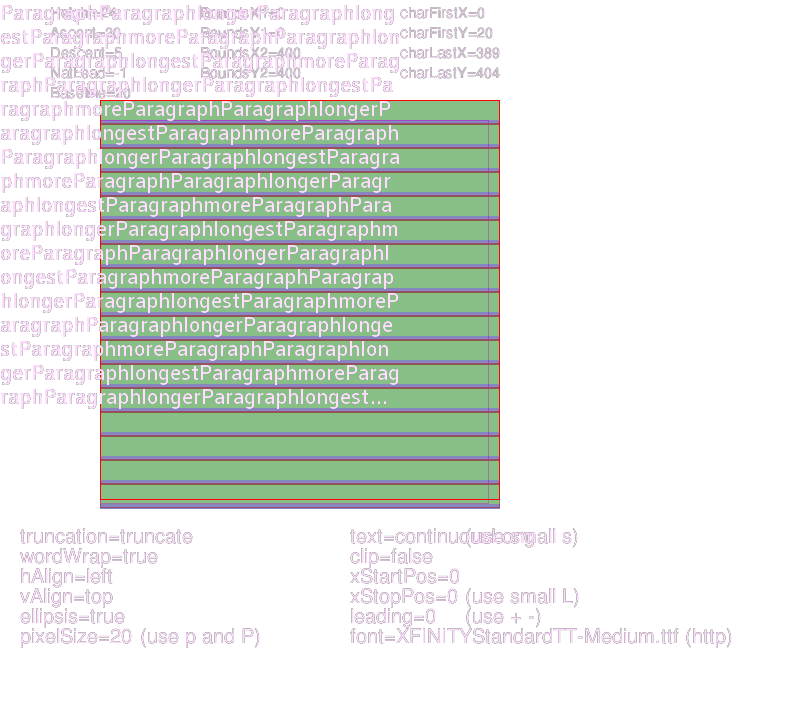 ParagraphParagraphlongerParagraphlong
Height=24 BoundsX1=0 charFirstX=0
estParagraphmoreParagraphParagraphlon
Ascent=20 BoundsY1=0 charFirstY=20
gerParagraphlongestParagraphmoreParag
Descent=5 BoundsX2=400 charLastX=389
raphParagraphlongerParagraphlongestPa
NatLead=-1 BoundsY2=400 charLastY=404
Baseline=20
ragraphmoreParagraphParagraphlongerP
aragraphlongestParagraphmoreParagraph
ParagraphlongerParagraphlongestParagra
phmoreParagraphParagraphlongerParagr
aphlongestParagraphmoreParagraphPara
graphlongerParagraphlongestParagraphm
oreParagraphParagraphlongerParagraphl
ongestParagraphmoreParagraphParagrap
hlongerParagraphlongestParagraphmoreP
aragraphParagraphlongerParagraphlonge
stParagraphmoreParagraphParagraphlon
gerParagraphlongestParagraphmoreParag
raphParagraphlongerParagraphlongest...
truncation=truncate text=continuouslong (use small s)
wordWrap=true clip=false
hAlign=left xStartPos=0
vAlign=top xStopPos=0 (use small L)
ellipsis=true leading=0 (use + -)
pixelSize=20 (use p and P) font=XFINITYStandardTT-Medium.ttf (http)